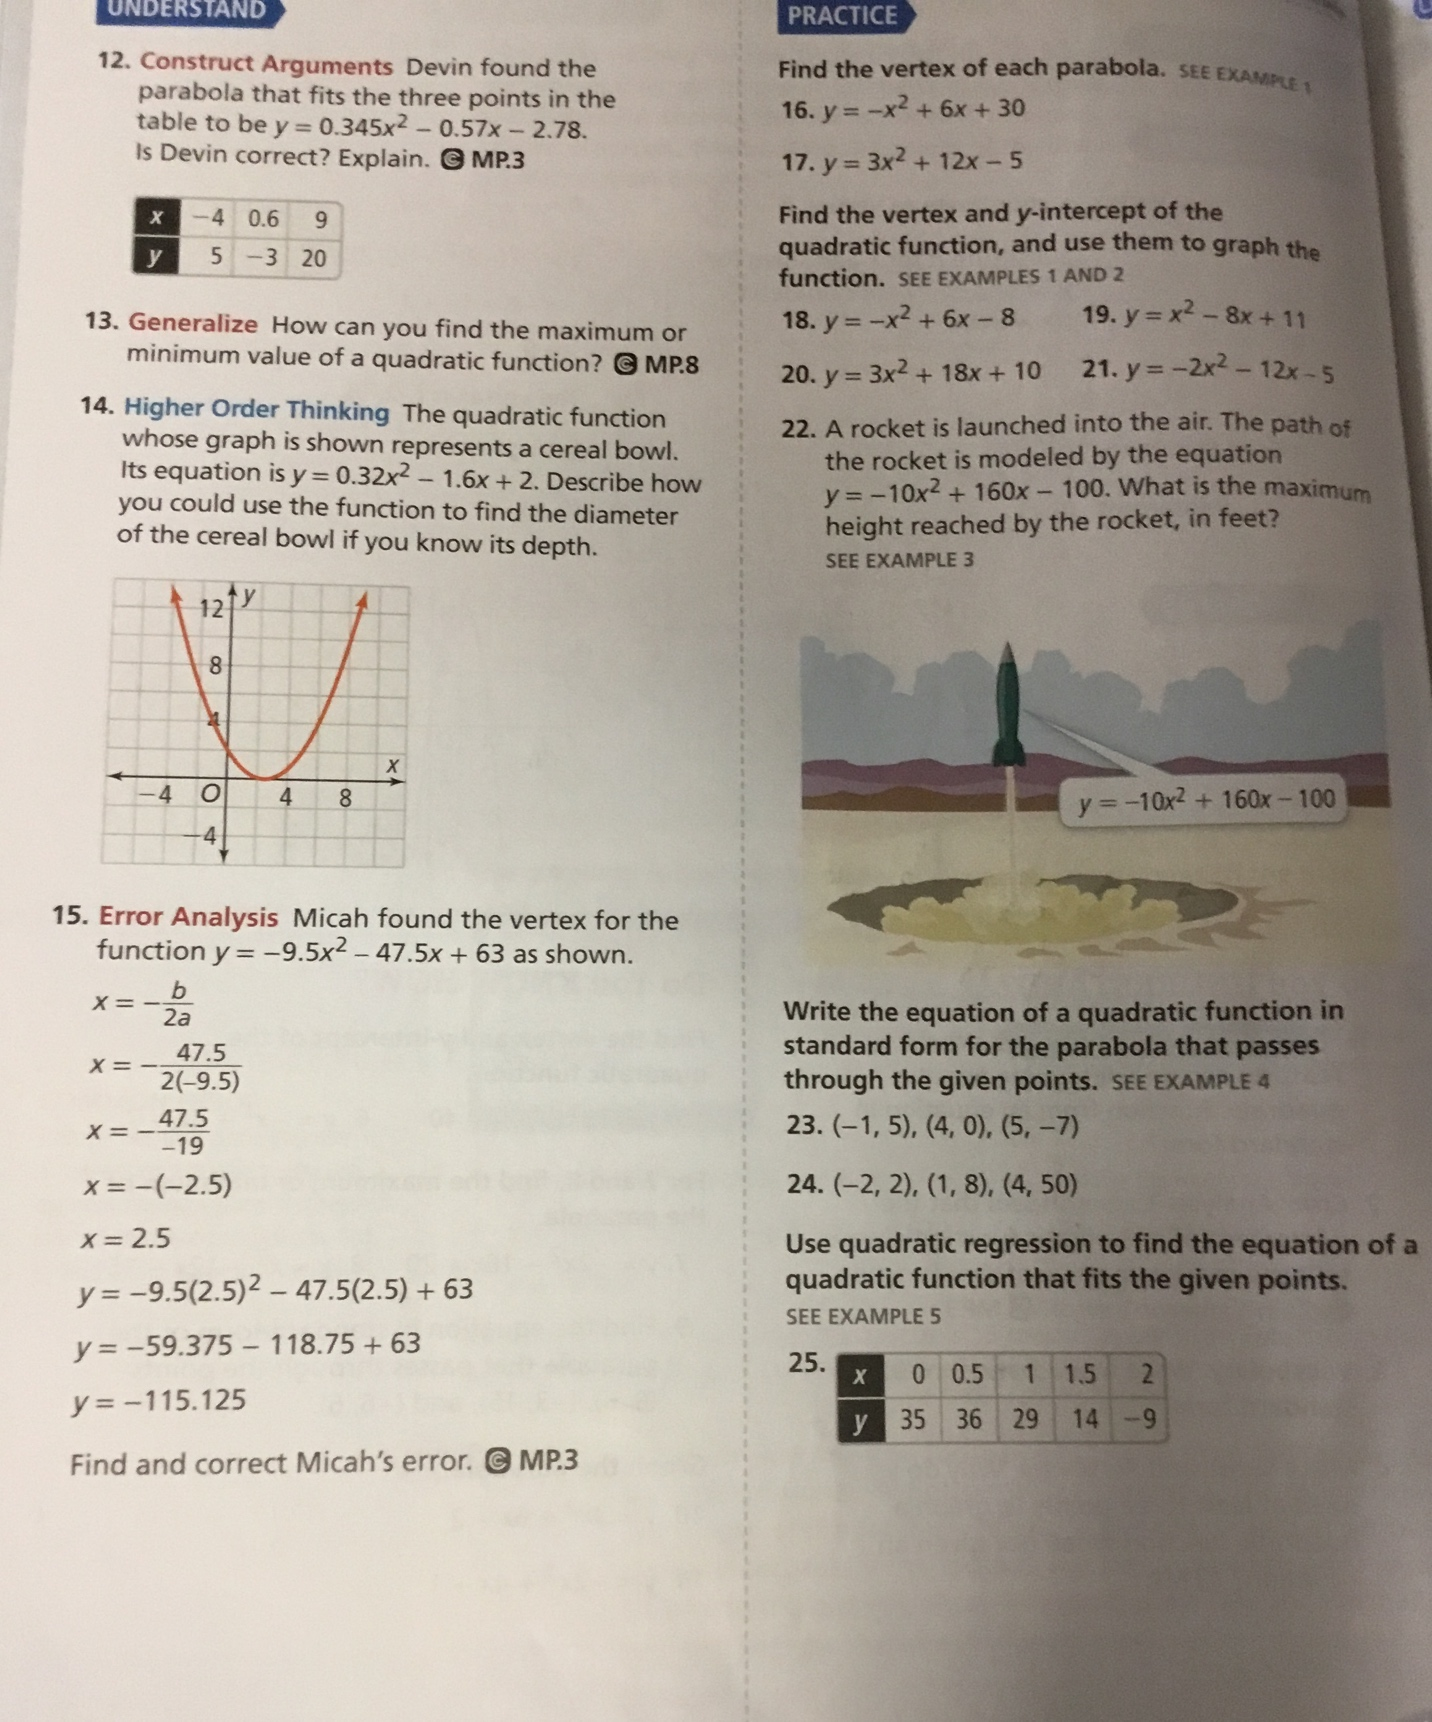 UNDERSTAND
12. Construct Arguments Devin found the
parabola that fits the three points in the
table to be y = 0.345x² – 0.57x – 2.78.
Is Devin correct? Explain. © MP.3
x –4 0.6 9
y 5 –3 20
13. Generalize How can you find the maximum or
minimum value of a quadratic function? © MP.8
14. Higher Order Thinking The quadratic function
whose graph is shown represents a cereal bowl.
Its equation is y = 0.32x² – 1.6x + 2. Describe how
you could use the function to find the diameter
of the cereal bowl if you know its depth.
12 y
8
4
x
–4 O 4 8
–4
15. Error Analysis Micah found the vertex for the
function y = –9.5x² – 47.5x + 63 as shown.
x = –b/2a
x = –47.5/2(–9.5)
x = –47.5/–19
x = –(–2.5)
x = 2.5
y = –9.5(2.5)² – 47.5(2.5) + 63
y = –59.375 – 118.75 + 63
y = –115.125
Find and correct Micah's error. © MP.3
PRACTICE
Find the vertex of each parabola. SEE EXAMPLE 1
16. y = –x² + 6x + 30
17. y = 3x² + 12x – 5
Find the vertex and y-intercept of the
quadratic function, and use them to graph the
function. SEE EXAMPLES 1 AND 2
18. y = –x² + 6x – 8 19. y = x² – 8x + 11
20. y = 3x² + 18x + 10 21. y = –2x² – 12x – 5
22. A rocket is launched into the air. The path of
the rocket is modeled by the equation
y = –10x² + 160x – 100. What is the maximum
height reached by the rocket, in feet?
SEE EXAMPLE 3
y = –10x² + 160x – 100
Write the equation of a quadratic function in
standard form for the parabola that passes
through the given points. SEE EXAMPLE 4
23. (–1, 5), (4, 0), (5, –7)
24. (–2, 2), (1, 8), (4, 50)
Use quadratic regression to find the equation of a
quadratic function that fits the given points.
SEE EXAMPLE 5
25. x 0 0.5 1 1.5 2
y 35 36 29 14 –9